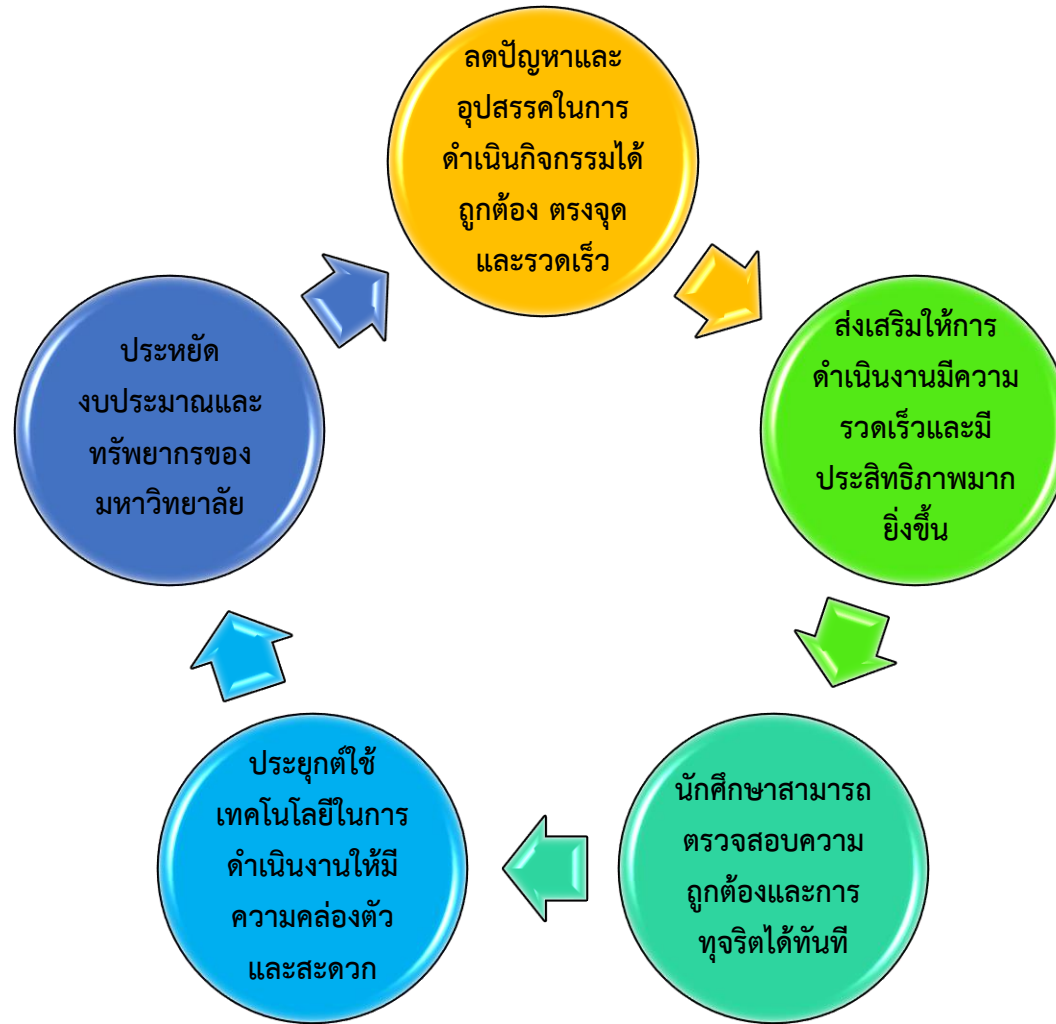 ลดปัญหาและ
อุปสรรคในการ
ดำเนินกิจกรรมได้
ถูกต้อง ตรงจุด
และรวดเร็ว
ส่งเสริมให้การ
ดำเนินงานมีความ
รวดเร็วและมี
ประสิทธิภาพมาก
ยิ่งขึ้น
นักศึกษาสามารถ
ตรวจสอบความ
ถูกต้องและการ
ทุจริตได้ทันที
ประยุกต์ใช้
เทคโนโลยีในการ
ดำเนินงานให้มี
ความคล่องตัว
และสะดวก
ประหยัด
งบประมาณและ
ทรัพยากรของ
มหาวิทยาลัย